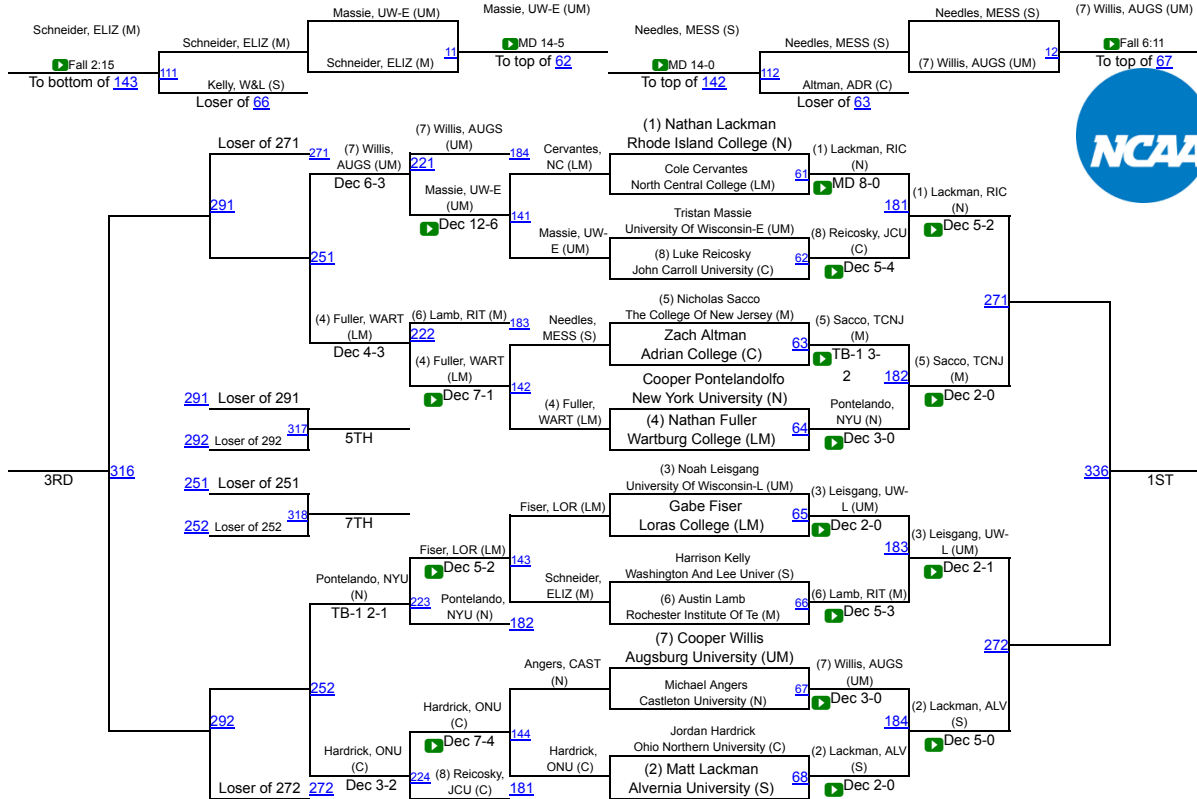 Schneider, ELIZ (M)
Fall 2:15
To bottom of 143
Schneider, ELIZ (M)
111
Kelly, W&L (S)
Loser of 66
Massie, UW-E (UM)
Schneider, ELIZ (M)
11
Massie, UW-E (UM)
MD 14-5
To top of 62
Needles, MESS (S)
MD 14-0
To top of 142
Needles, MESS (S)
112
Altman, ADR (C)
Loser of 63
Needles, MESS (S)
(7) Willis, AUGS (UM)
12
(7) Willis, AUGS (UM)
Fall 6:11
To top of 67
NCAA
Loser of 271
271
291
(7) Willis,
AUGS (UM)
Dec 6-3
251
(7) Willis, AUGS
(UM)
184
221
Massie, UW-E
(UM)
Dec 12-6
Cervantes,
NC (LM)
141
Massie, UW-
E (UM)
(1) Nathan Lackman
Rhode Island College (N)
Cole Cervantes
North Central College (LM)
61
Tristan Massie
University Of Wisconsin-E (UM)
(8) Luke Reicosky
John Carroll University (C)
62
(1) Lackman, RIC
(N)
MD 8-0
181
(8) Reicosky, JCU
(C)
Dec 5-4
(1) Lackman, RIC
(N)
Dec 5-2
271
(4) Fuller, WART
(LM)
Dec 4-3
(6) Lamb, RIT (M)
183
222
(4) Fuller, WART
(LM)
Dec 7-1
Needles,
MESS (S)
142
(4) Fuller,
WART (LM)
(5) Nicholas Sacco
The College Of New Jersey (M)
Zach Altman
Adrian College (C)
63
Cooper Pontelandolfo
New York University (N)
(4) Nathan Fuller
Wartburg College (LM)
64
(5) Sacco, TCNJ
(M)
TB-1 3-
2
182
Pontelando,
NYU (N)
Dec 3-0
(5) Sacco, TCNJ
(M)
Dec 2-0
291
Loser of 291
317
292
Loser of 292
5TH
3RD
316
251
Loser of 251
318
252
Loser of 252
7TH
336
1ST
Pontelando, NYU
(N)
TB-1 2-1
252
Fiser, LOR (LM)
Dec 5-2
223
Pontelando,
NYU (N)
182
Fiser, LOR (LM)
143
Schneider,
ELIZ (M)
(3) Noah Leisgang
University Of Wisconsin-L (UM)
Gabe Fiser
Loras College (LM)
65
Harrison Kelly
Washington And Lee Univer (S)
(6) Austin Lamb
Rochester Institute Of Te (M)
66
(3) Leisgang, UW-
L (UM)
Dec 2-0
183
(6) Lamb, RIT (M)
Dec 5-3
(3) Leisgang, UW-
L (UM)
Dec 2-1
272
292
Loser of 272
272
Hardrick, ONU
(C)
Dec 3-2
Hardrick, ONU
(C)
Dec 7-4
224
(8) Reicosky,
JCU (C)
181
Angers, CAST
(N)
144
Hardrick,
ONU (C)
(7) Cooper Willis
Augsburg University (UM)
Michael Angers
Castleton University (N)
67
Jordan Hardrick
Ohio Northern University (C)
(2) Matt Lackman
Alvernia University (S)
68
(7) Willis, AUGS
(UM)
Dec 3-0
184
(2) Lackman, ALV
(S)
Dec 2-0
(2) Lackman, ALV
(S)
Dec 5-0